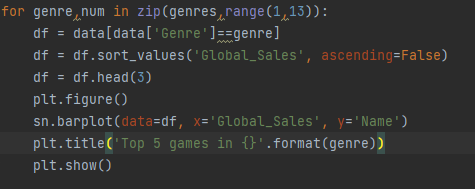 for genre,num in zip(genres,range(1,13)):
    df = data[data['Genre']==genre]
    df = df.sort_values('Global_Sales', ascending=False)
    df = df.head(3)
    plt.figure()
    sn.barplot(data=df, x='Global_Sales', y='Name')
    plt.title('Top 5 games in {}'.format(genre))
    plt.show()